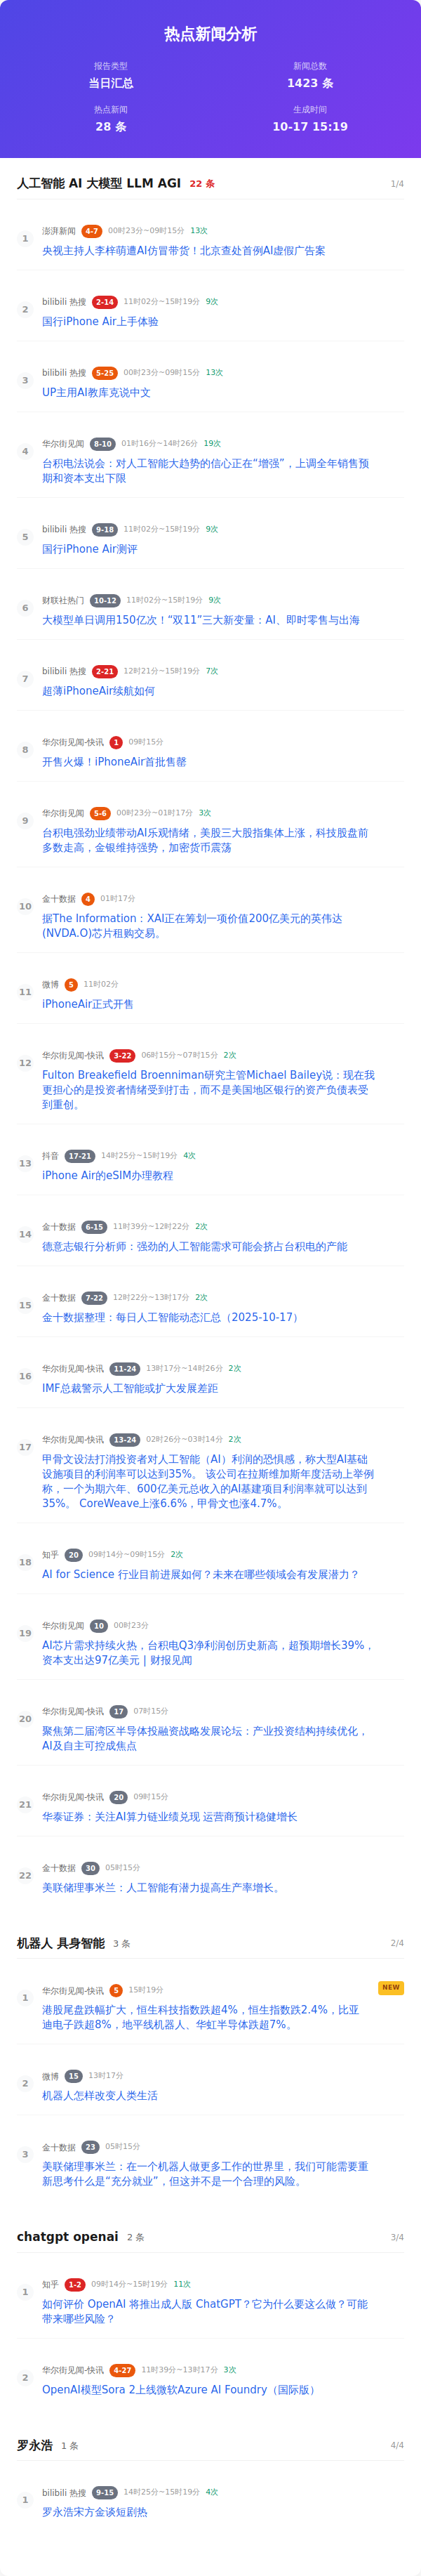 热点新闻分析
报告类型
当日汇总
新闻总数
1423 条
热点新闻
28 条
生成时间
10-17 15:19
人工智能 AI 大模型 LLM AGI 22 条 1/4
1
澎湃新闻 4-7 00时23分~09时15分 13次
央视主持人李梓萌遭AI仿冒带货！北京查处首例AI虚假广告案
2
bilibili 热搜 2-14 11时02分~15时19分 9次
国行iPhone Air上手体验
3
bilibili 热搜 5-25 00时23分~09时15分 13次
UP主用AI教库克说中文
4
华尔街见闻 8-10 01时16分~14时26分 19次
台积电法说会：对人工智能大趋势的信心正在“增强”，上调全年销售预
期和资本支出下限
5
bilibili 热搜 9-18 11时02分~15时19分 9次
国行iPhone Air测评
6
财联社热门 10-12 11时02分~15时19分 9次
大模型单日调用150亿次！“双11”三大新变量：AI、即时零售与出海
7
bilibili 热搜 2-21 12时21分~15时19分 7次
超薄iPhoneAir续航如何
8
华尔街见闻-快讯 1 09时15分
开售火爆！iPhoneAir首批售罄
9
华尔街见闻 5-6 00时23分~01时17分 3次
台积电强劲业绩带动AI乐观情绪，美股三大股指集体上涨，科技股盘前
多数走高，金银维持强势，加密货币震荡
10
金十数据 4 01时17分
据The Information：XAI正在筹划一项价值200亿美元的英伟达
(NVDA.O)芯片租购交易。
11
微博 5 11时02分
iPhoneAir正式开售
12
华尔街见闻-快讯 3-22 06时15分~07时15分 2次
Fulton Breakefield Broenniman研究主管Michael Bailey说：现在我
更担心的是投资者情绪受到打击，而不是美国地区银行的资产负债表受
到重创。
13
抖音 17-21 14时25分~15时19分 4次
iPhone Air的eSIM办理教程
14
金十数据 6-15 11时39分~12时22分 2次
德意志银行分析师：强劲的人工智能需求可能会挤占台积电的产能
15
金十数据 7-22 12时22分~13时17分 2次
金十数据整理：每日人工智能动态汇总（2025-10-17）
16
华尔街见闻-快讯 11-24 13时17分~14时26分 2次
IMF总裁警示人工智能或扩大发展差距
17
华尔街见闻-快讯 13-24 02时26分~03时14分 2次
甲骨文设法打消投资者对人工智能（AI）利润的恐惧感，称大型AI基础
设施项目的利润率可以达到35%。 该公司在拉斯维加斯年度活动上举例
称，一个为期六年、600亿美元总收入的AI基建项目利润率就可以达到
35%。 CoreWeave上涨6.6%，甲骨文也涨4.7%。
18
知乎 20 09时14分~09时15分 2次
AI for Science 行业目前进展如何？未来在哪些领域会有发展潜力？
19
华尔街见闻 10 00时23分
AI芯片需求持续火热，台积电Q3净利润创历史新高，超预期增长39%，
资本支出达97亿美元 | 财报见闻
20
华尔街见闻-快讯 17 07时15分
聚焦第二届湾区半导体投融资战略发展论坛：产业投资结构持续优化，
AI及自主可控成焦点
21
华尔街见闻-快讯 20 09时15分
华泰证券：关注AI算力链业绩兑现 运营商预计稳健增长
22
金十数据 30 05时15分
美联储理事米兰：人工智能有潜力提高生产率增长。
机器人 具身智能 3 条 2/4
1
华尔街见闻-快讯 5 15时19分 NEW
港股尾盘跌幅扩大，恒生科技指数跌超4%，恒生指数跌2.4%，比亚
迪电子跌超8%，地平线机器人、华虹半导体跌超7%。
2
微博 15 13时17分
机器人怎样改变人类生活
3
金十数据 23 05时15分
美联储理事米兰：在一个机器人做更多工作的世界里，我们可能需要重
新思考什么是“充分就业”，但这并不是一个合理的风险。
chatgpt openai 2 条 3/4
1
知乎 1-2 09时14分~15时19分 11次
如何评价 OpenAI 将推出成人版 ChatGPT？它为什么要这么做？可能
带来哪些风险？
2
华尔街见闻-快讯 4-27 11时39分~13时17分 3次
OpenAI模型Sora 2上线微软Azure AI Foundry（国际版）
罗永浩 1 条 4/4
1
bilibili 热搜 9-15 14时25分~15时19分 4次
罗永浩宋方金谈短剧热